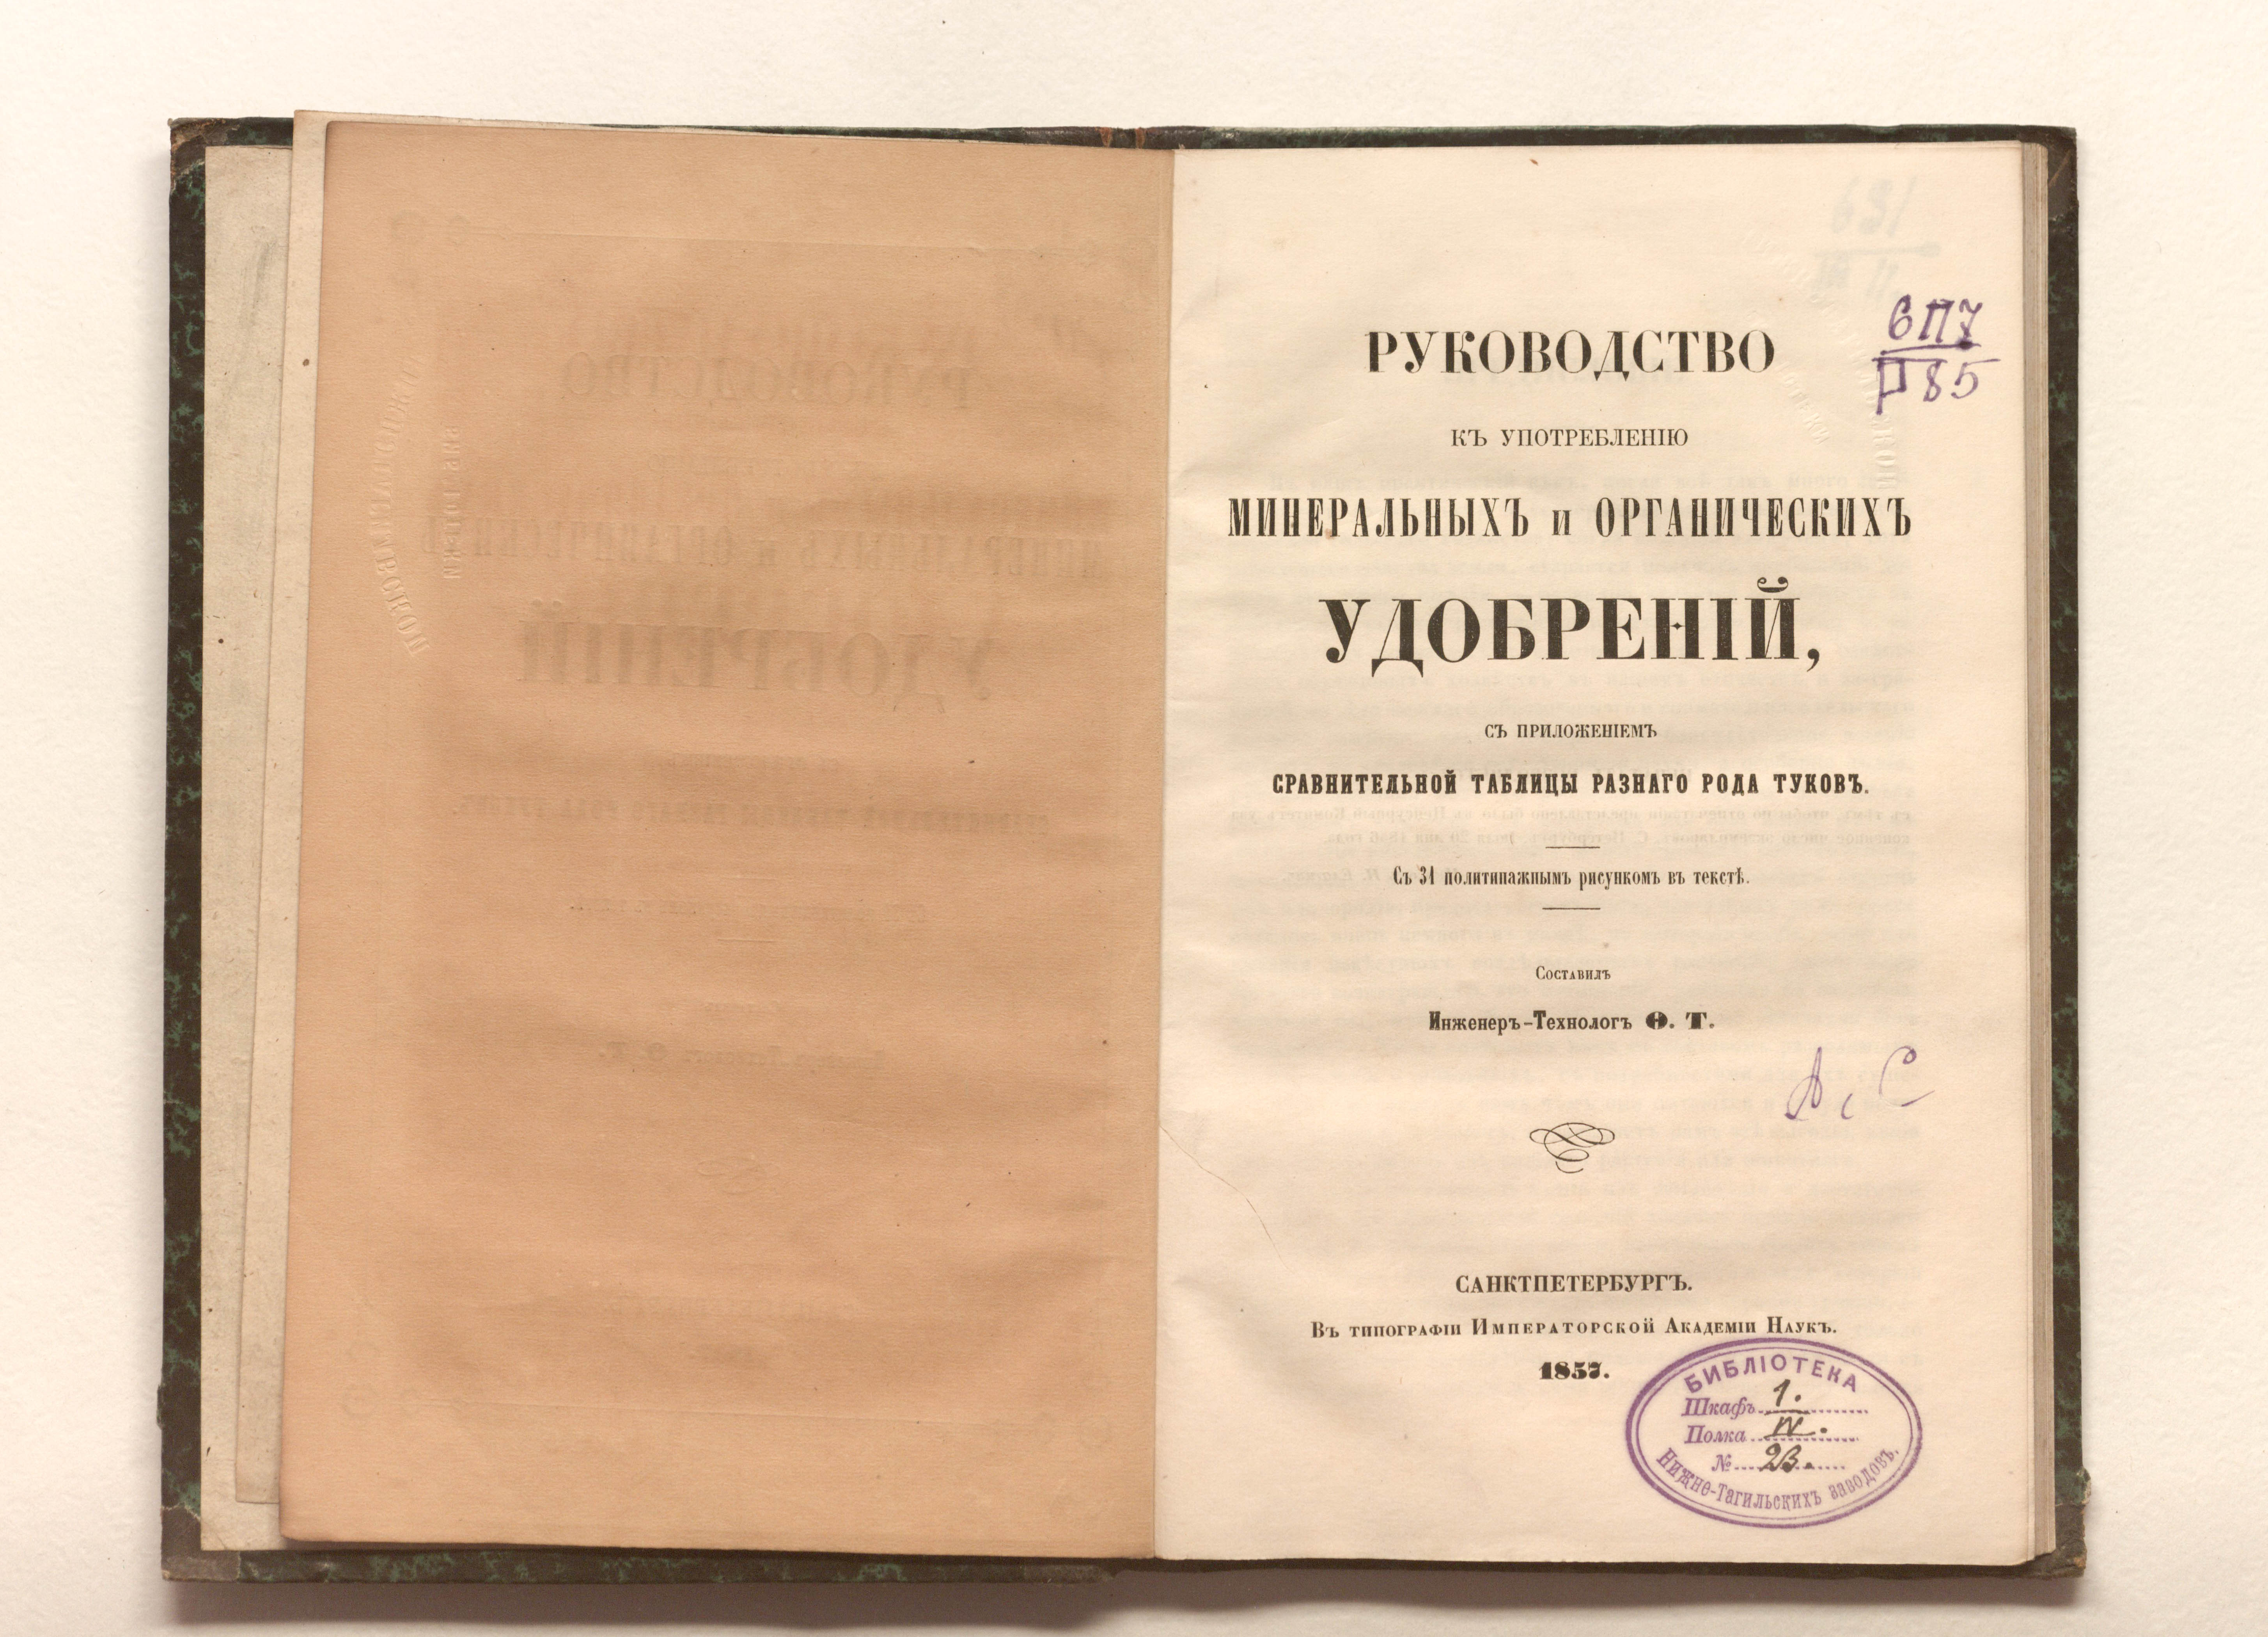 6П7
Р85
РУКОВОДСТВО
КЪ УПОТРЕБЛЕНІЮ
МИНЕРАЛЬНЫХЪ и ОРГАНИЧЕСКИХЪ
УДОБРЕНІЙ,
СЪ ПРИЛОЖЕНІЕМЪ
СРАВНИТЕЛЬНОЙ ТАБЛИЦЫ РАЗНАГО РОДА ТУКОВЪ.
Съ 31 политипажнымъ рисункомъ въ текстѣ.
Составилъ
Инженеръ-Технологъ Ѳ. Т.
САНКТПЕТЕРБУРГЪ.
Въ типографіи Императорской Академіи Наукъ.
1857.
БИБЛІОТЕКА
Шкафъ 1.
Полка IV.
№ 23.
Нижне-Тагильскихъ заводовъ.